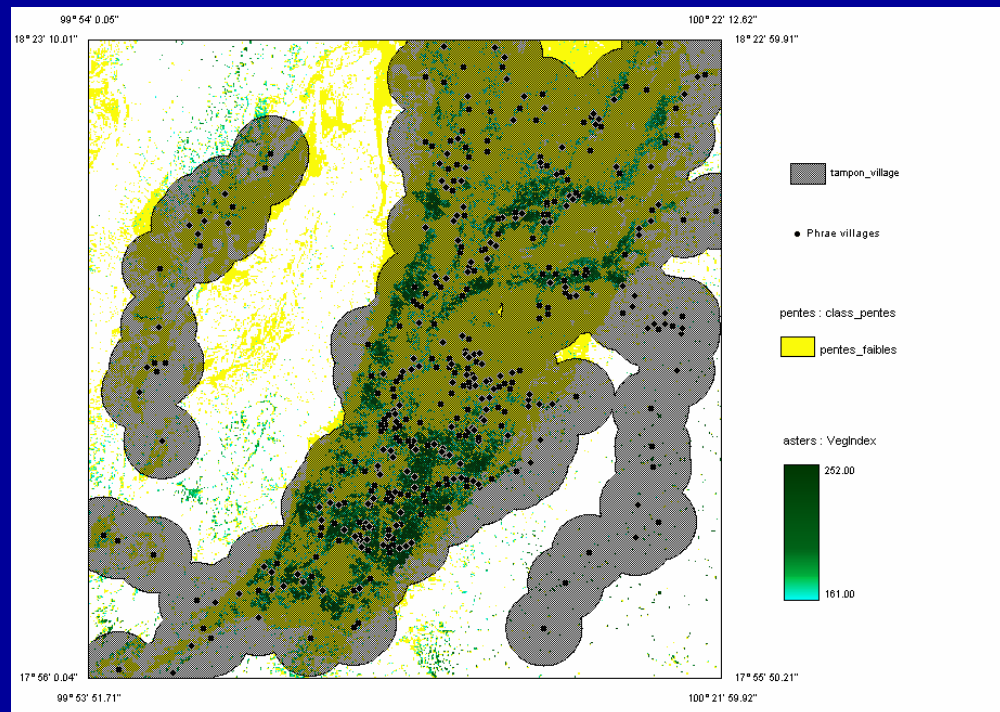 99° 54' 0.05"
100° 22' 12.62"
18° 23' 10.01"
18° 22' 59.91"
tampon_village
Phrae villages
pentes : class_pentes
pentes_faibles
asters : VegIndex
252.00
161.00
17° 56' 0.04"
17° 55' 50.21"
99° 53' 51.71"
100° 21' 59.92"